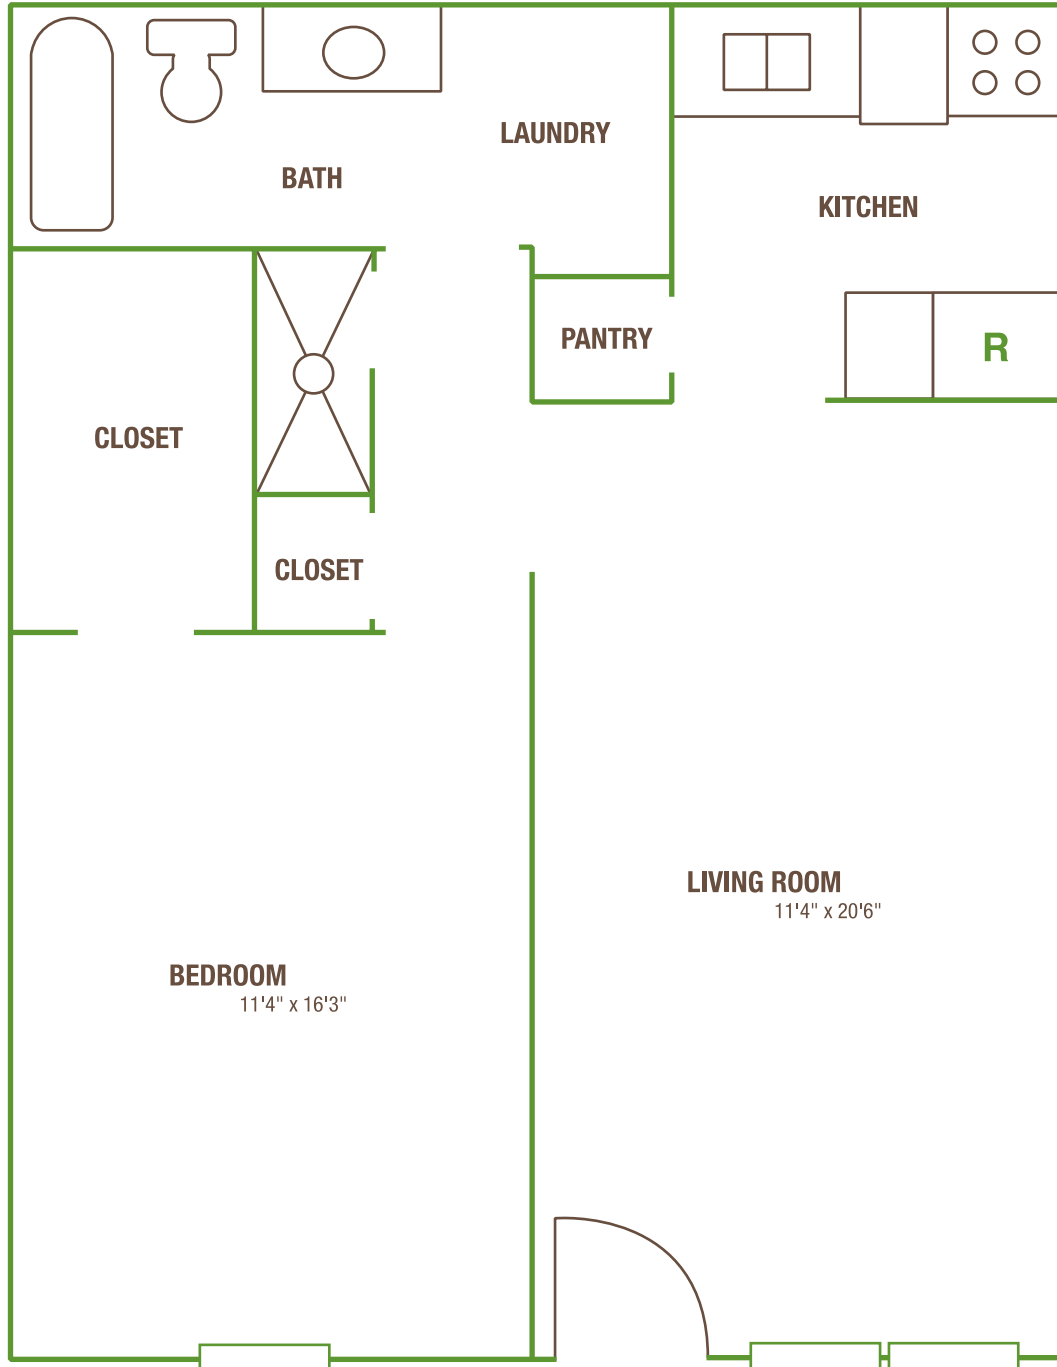 LAUNDRY
BATH
KITCHEN
PANTRY
R
CLOSET
CLOSET
LIVING ROOM
11'4" x 20'6"
BEDROOM
11'4" x 16'3"